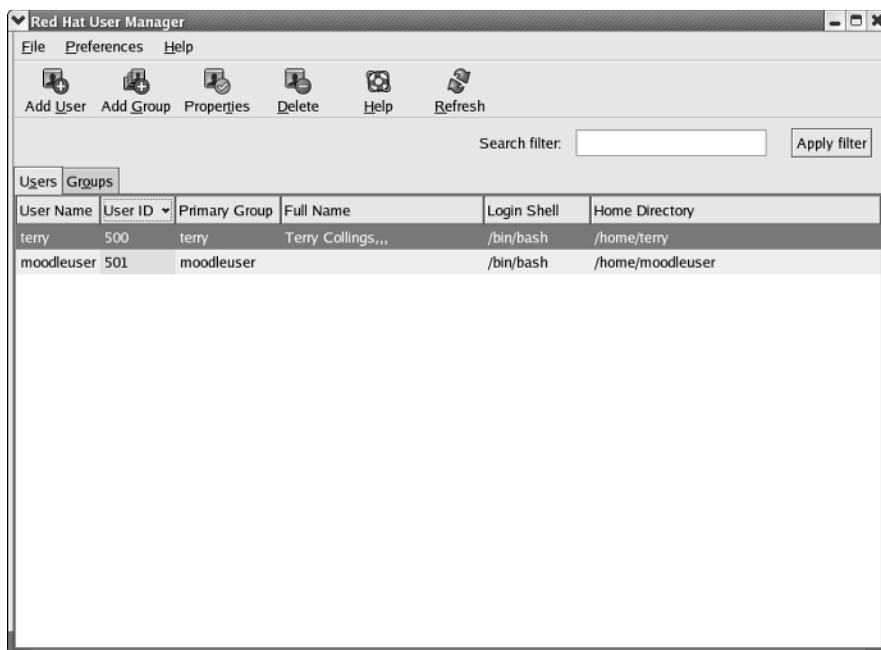 Red Hat User Manager
File Preferences Help
Add User Add Group Properties Delete Help Refresh
Search filter: Apply filter
Users Groups
User Name User ID Primary Group Full Name Login Shell Home Directory
terry 500 terry Terry Collings,,, /bin/bash /home/terry
moodleuser 501 moodleuser /bin/bash /home/moodleuser